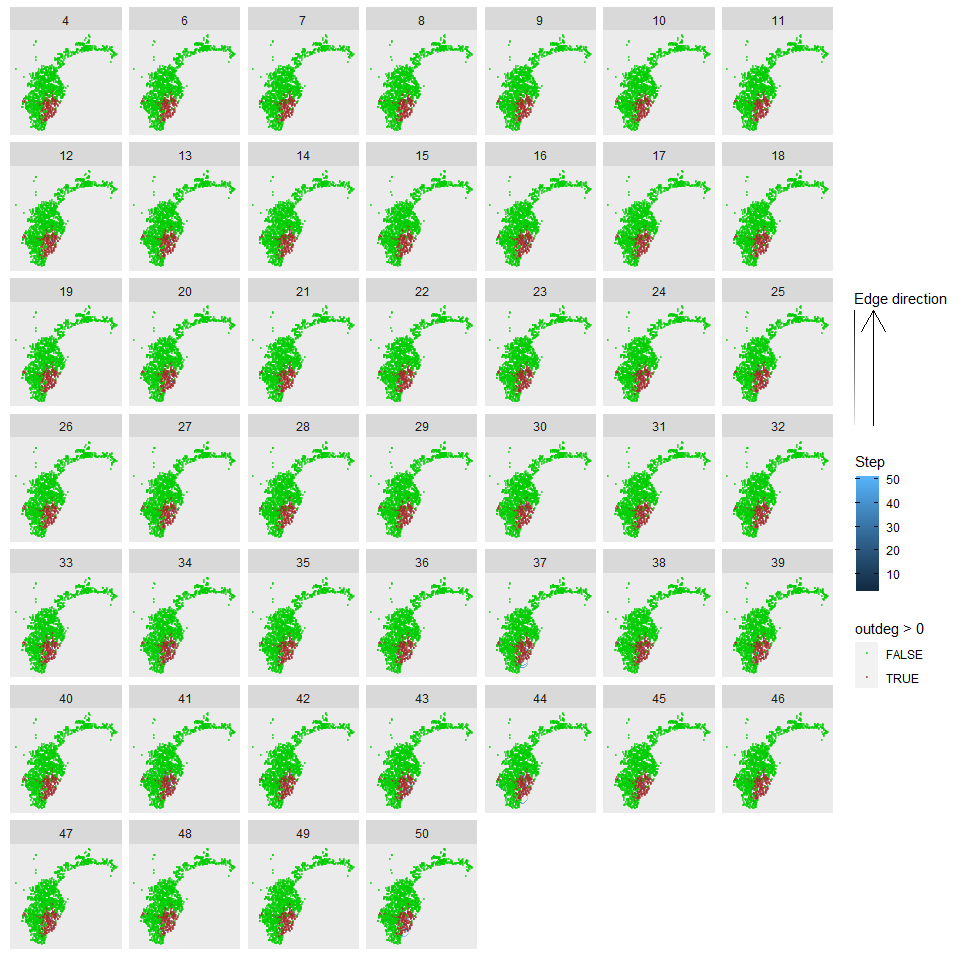 4 6 7 8 9 10 11
12 13 14 15 16 17 18
19 20 21 22 23 24 25
26 27 28 29 30 31 32
33 34 35 36 37 38 39
40 41 42 43 44 45 46
47 48 49 50
Edge direction
Step
50
40
30
20
10
outdeg > 0
FALSE
TRUE